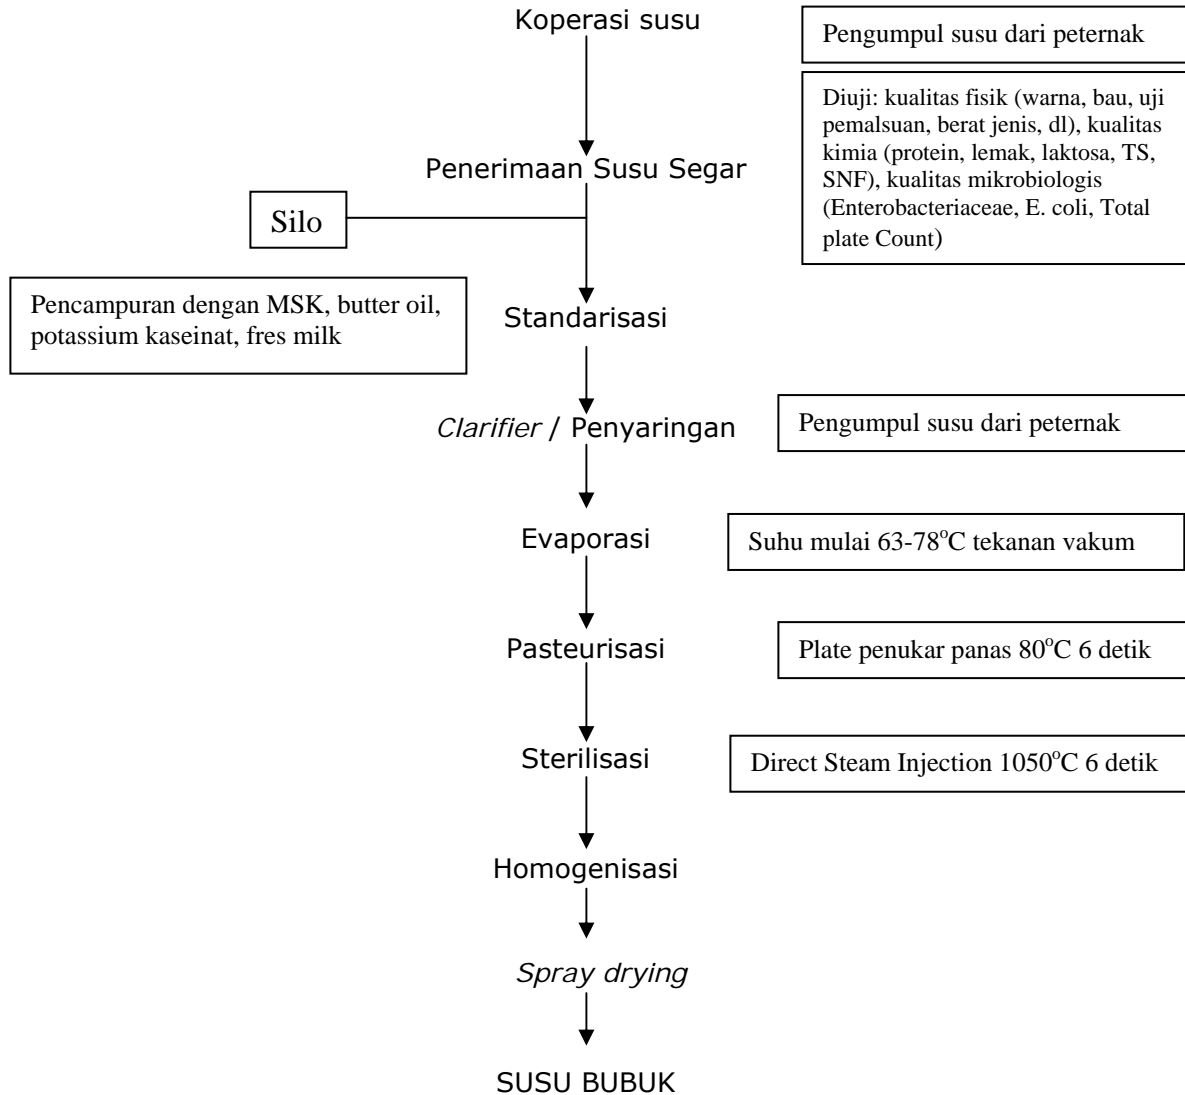 Koperasi susu
Pengumpul susu dari peternak
Diuji: kualitas fisik (warna, bau, uji
pemalsuan, berat jenis, dl), kualitas
kimia (protein, lemak, laktosa, TS,
SNF), kualitas mikrobiologis
(Enterobacteriaceae, E. coli, Total
plate Count)
Penerimaan Susu Segar
Silo
Pencampuran dengan MSK, butter oil,
potassium kaseinat, fres milk
Standarisasi
Clarifier / Penyaringan
Pengumpul susu dari peternak
Evaporasi
Suhu mulai 63-78°C tekanan vakum
Pasteurisasi
Plate penukar panas 80°C 6 detik
Sterilisasi
Direct Steam Injection 1050°C 6 detik
Homogenisasi
Spray drying
SUSU BUBUK